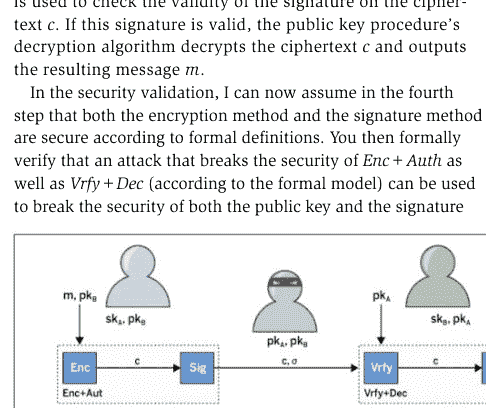 is used to check the validity of the signature on the cipher-
text c. If this signature is valid, the public key procedure's
decryption algorithm decrypts the ciphertext c and outputs
the resulting message m.
In the security validation, I can now assume in the fourth
step that both the encryption method and the signature method
are secure according to formal definitions. You then formally
verify that an attack that breaks the security of Enc + Auth as
well as Vrfy + Dec (according to the formal model) can be used
to break the security of both the public key and the signature
m, pkB
skA, pkB
pkA, pkB
pkA
skB, pkA
Enc
c
Sig
c, σ
Vrfy
c
Enc+Aut
Vrfy+Dec